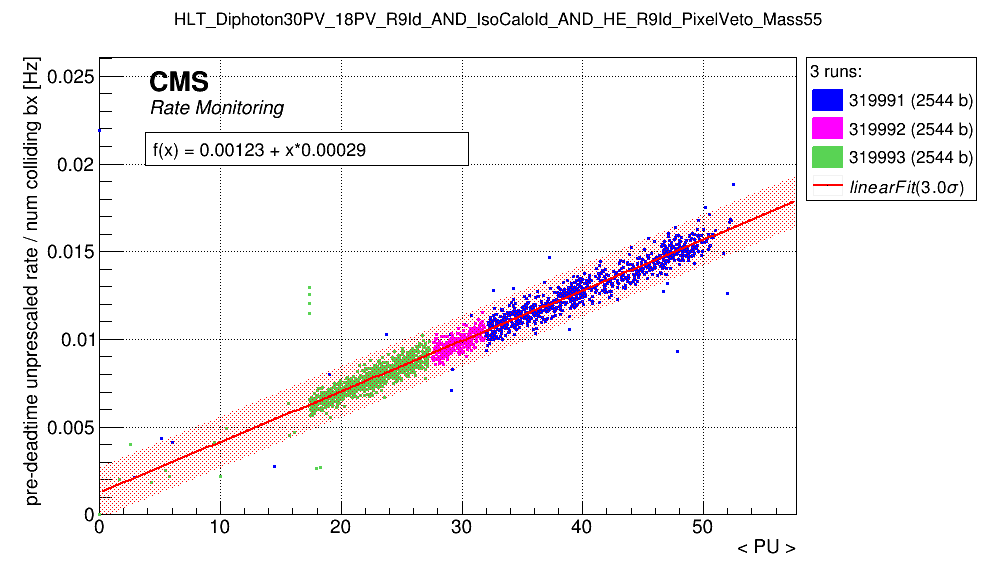 HLT_Diphoton30PV_18PV_R9Id_AND_IsoCaloId_AND_HE_R9Id_PixelVeto_Mass55
pre-deadtime unprescaled rate / num colliding bx [Hz]
0.025
0.02
0.015
0.01
0.005
0
CMS
Rate Monitoring
f(x) = 0.00123 + x*0.00029
3 runs:
319991 (2544 b)
319992 (2544 b)
319993 (2544 b)
linearFit(3.0σ)
0 10 20 30 40 50
< PU >